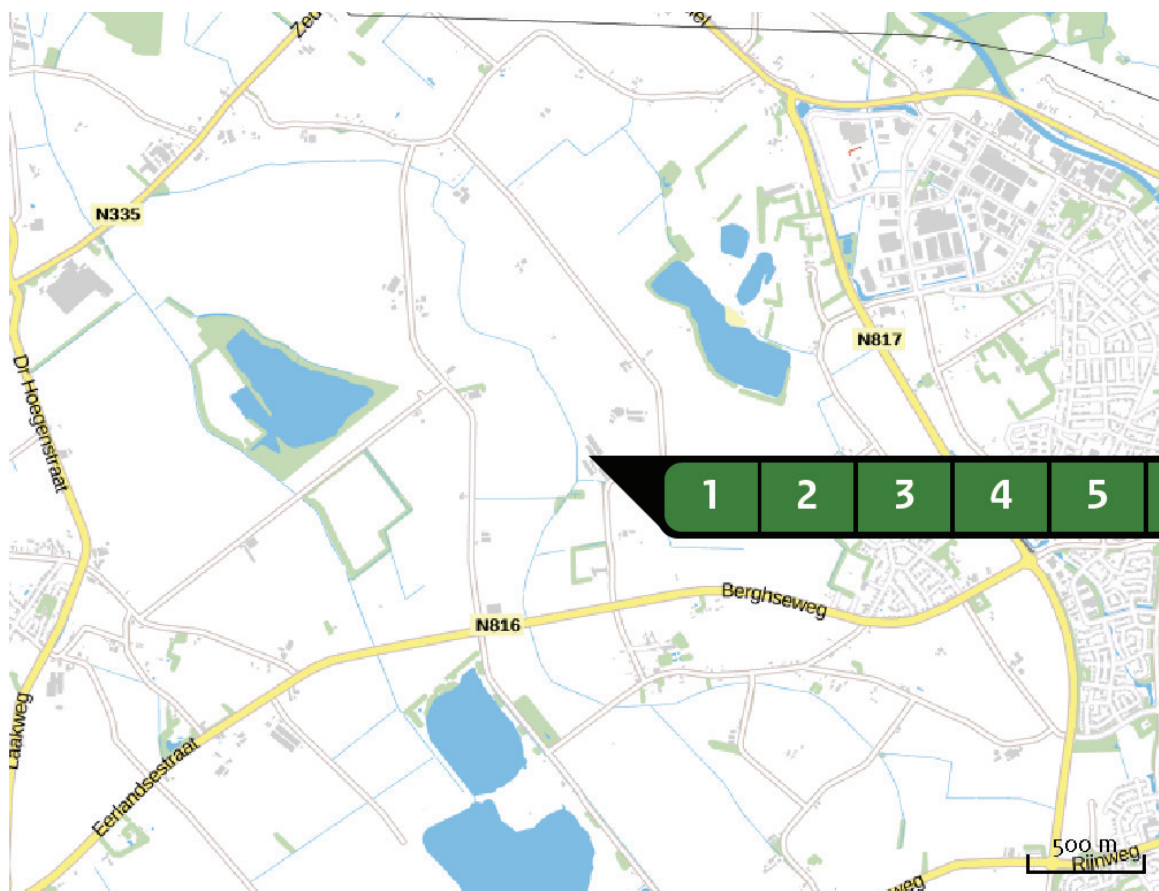 N335
N817
Dr Hoegenstraat
1 2 3 4 5
Berghseweg
N816
Laakweg
Eerlandsestraat
500 m
Rijnweg